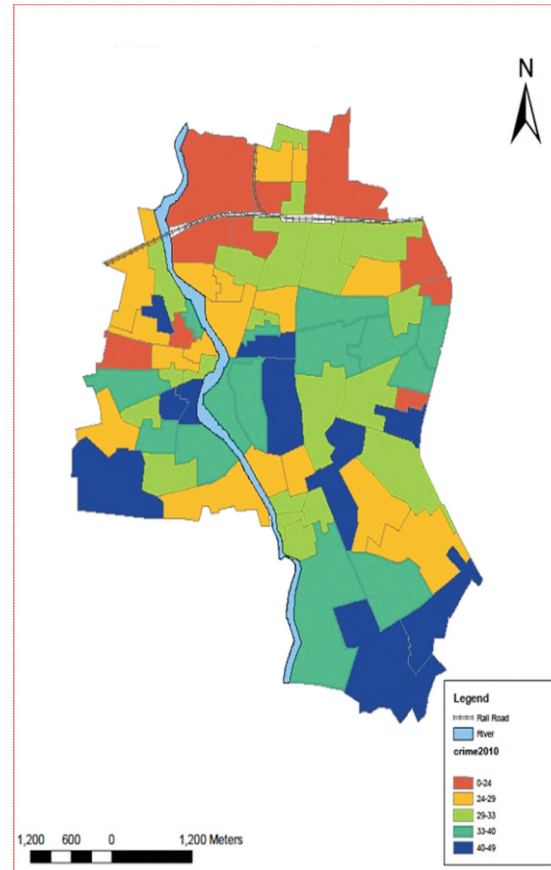 N
Legend
Rail Road
River
crime2010
0-24
24-29
29-33
33-40
40-49
1,200 600 0 1,200 Meters